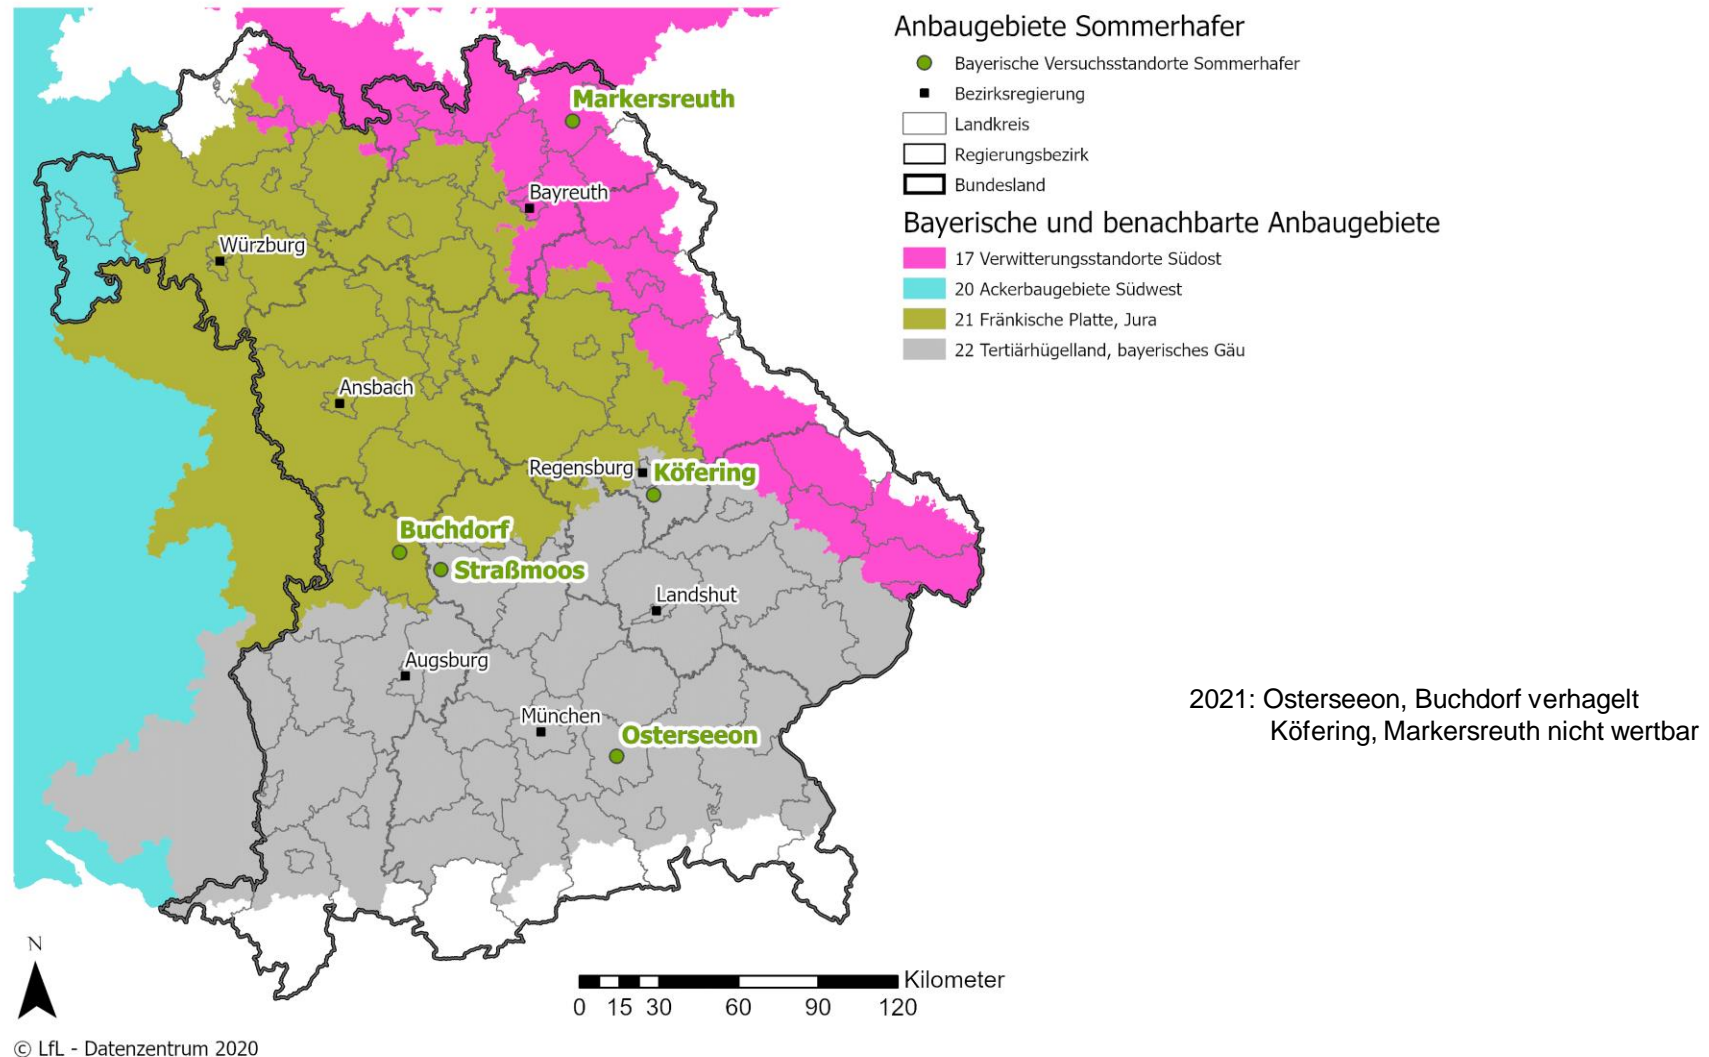 Anbaugebiete Sommerhafer
Bayerische Versuchsstandorte Sommerhafer
Bezirksregierung
Landkreis
Regierungsbezirk
Bundesland
Bayerische und benachbarte Anbaugebiete
17 Verwitterungsstandorte Südost
20 Ackerbaugebiete Südwest
21 Fränkische Platte, Jura
22 Tertiärhügelland, bayerisches Gäu
Markersreuth
Bayreuth
Würzburg
Ansbach
Regensburg
Köfering
Buchdorf
Straßmoos
Landshut
Augsburg
München
Osterseeon
2021: Osterseeon, Buchdorf verhagelt
Köfering, Markersreuth nicht wertbar
N
Kilometer
0 15 30 60 90 120
© LfL - Datenzentrum 2020